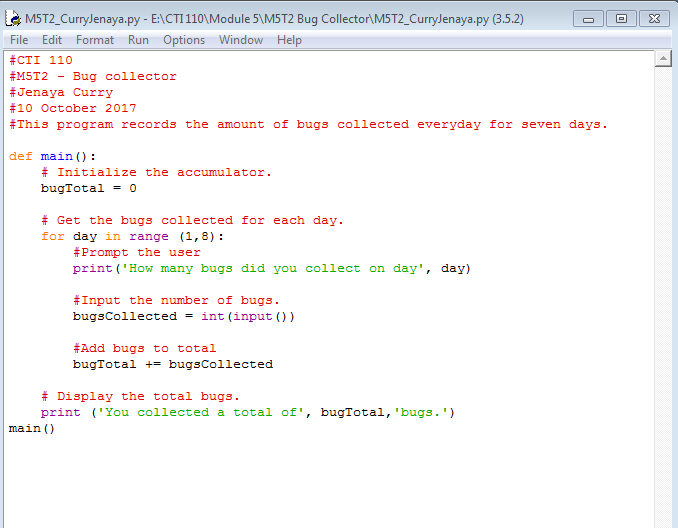 M5T2_CurryJenaya.py - E:\CTI110\Module 5\M5T2 Bug Collector\M5T2_CurryJenaya.py (3.5.2)
File Edit Format Run Options Window Help
#CTI 110
#M5T2 - Bug collector
#Jenaya Curry
#10 October 2017
#This program records the amount of bugs collected everyday for seven days.
def main():
# Initialize the accumulator.
bugTotal = 0
# Get the bugs collected for each day.
for day in range (1,8):
#Prompt the user
print('How many bugs did you collect on day', day)
#Input the number of bugs.
bugsCollected = int(input())
#Add bugs to total
bugTotal += bugsCollected
# Display the total bugs.
print ('You collected a total of', bugTotal,'bugs.')
main()